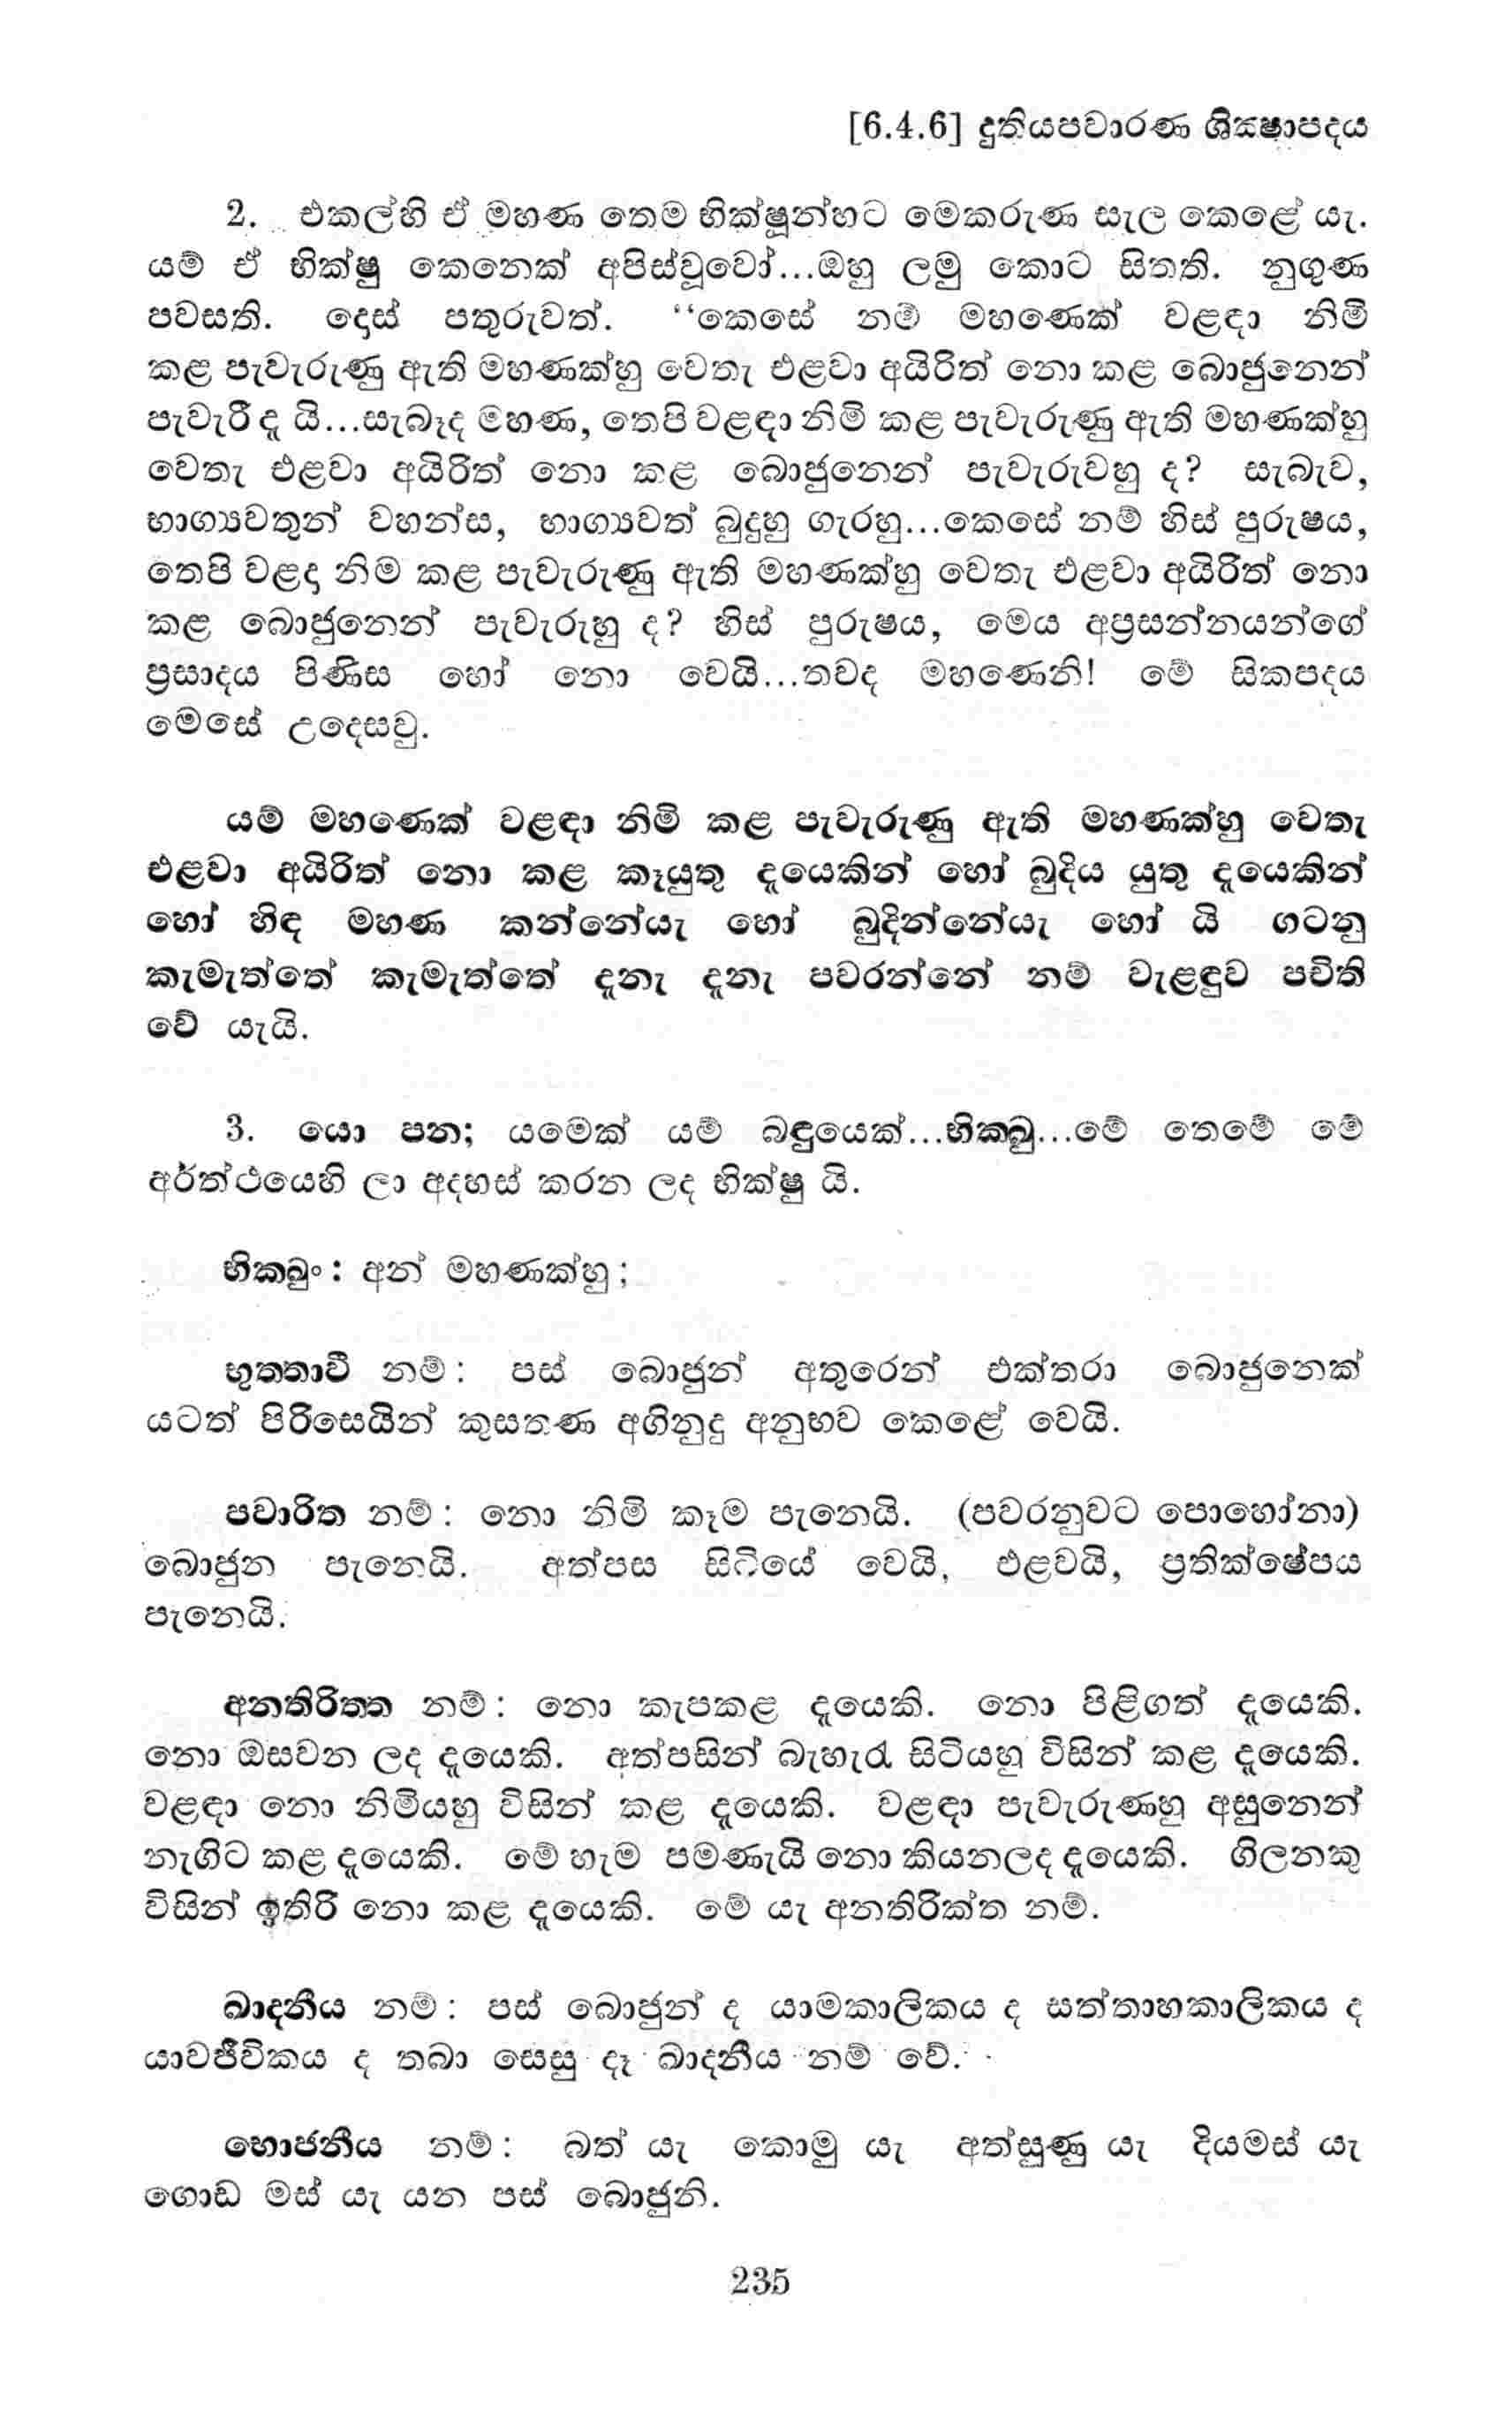 [6.4.6] දුතියපවාරණ ශික්‍ෂාපදය
2. එකල්හි ඒ මහණ තෙම භික්ෂූන්හට මෙකරුණ සැල කෙළේ යැ.
යම් ඒ භික්ෂු කෙනෙක් අපිස්වූවෝ...ඔහු ලමු කොට සිතති. නුගුණ
පවසති. දොස් පතුරුවත්. “කෙසේ නම් මහණෙක් වළඳා නිමි
කළ පැවැරුණු ඇති මහණක්හු වෙතැ එළවා අයිරිත් නො කළ බොජුනෙන්
පැවැරී දැ යි...සැබෑද මහණ, තෙපි වළඳා නිමි කළ පැවැරුණු ඇති මහණක්හු
වෙතැ එළවා අයිරිත් නො කළ බොජුනෙන් පැවැරුවහු ද? සැබැව,
භාග්‍යවතුන් වහන්ස, භාග්‍යවත් බුදුහු ගැරහු...කෙසේ නම් හිස් පුරුෂය,
තෙපි වළඳා නිම කළ පැවැරුණු ඇති මහණක්හු වෙතැ එළවා අයිරිත් නො
කළ බොජුනෙන් පැවැරුහු ද? හිස් පුරුෂය, මෙය අප්‍රසන්නයන්ගේ
ප්‍රසාදය පිණිස හෝ නො වෙයි...තවද මහණෙනි! මේ සිකපදය
මෙසේ උදෙසවු.
යම් මහණෙක් වළඳා නිමි කළ පැවැරුණු ඇති මහණක්හු වෙතැ
එළවා අයිරිත් නො කළ කෑයුතු දැයෙකින් හෝ බුදිය යුතු දැයෙකින්
හෝ හිඳ මහණ කන්නේයැ හෝ බුදින්නේයැ හෝ යි ගටනු
කැමැත්තේ කැමැත්තේ දැනැ දැනැ පවරන්නේ නම් වැළඳුව පචිති
වේ යැයි.
3. යො පන; යමෙක් යම් බඳුයෙක්...භික්‍ඛු...මේ තෙමේ මේ
අර්ත්ථයෙහි ලා අදහස් කරන ලද භික්ෂු යි.
භික්‍ඛුං: අන් මහණක්හු;
භුත්‍තාවී නම්: පස් බොජුන් අතුරෙන් එක්තරා බොජුනෙක්
යටත් පිරිසෙයින් කුසතණ අගිනුදු අනුභව කෙළේ වෙයි.
පවාරිත නම්: නො නිමි කෑම පැනෙයි. (පවරනුවට පොහෝනා)
බොජුන පැනෙයි. අත්පස සිටියේ වෙයි, එළවයි, ප්‍රතික්ෂේපය
පැනෙයි.
අනතිරිත්‍ත නම්: නො කැපකළ දැයෙකි. නො පිළිගත් දැයෙකි.
නො ඔසවන ලද දැයෙකි. අත්පසින් බැහැරැ සිටියහු විසින් කළ දැයෙකි.
වළඳා නො නිමියහු විසින් කළ දැයෙකි. වළඳා පැවැරුණහු අසුනෙන්
නැගිට කළ දැයෙකි. මේ හැම පමණැයි නො කියනලද දැයෙකි. ගිලනකු
විසින් ඉතිරි නො කළ දැයෙකි. මේ යැ අනතිරික්ත නම්.
ඛාදනීය නම්: පස් බොජුන් ද යාමකාලිකය ද සත්තාහකාලිකය ද
යාවජීවිකය ද තබා සෙසු දෑ ඛාදනීය නම් වේ.
භොජනීය නම්: බත් යැ කොමු යැ අත්සුණු යැ දියමස් යැ
ගොඩ මස් යැ යන පස් බොජුනි.
235